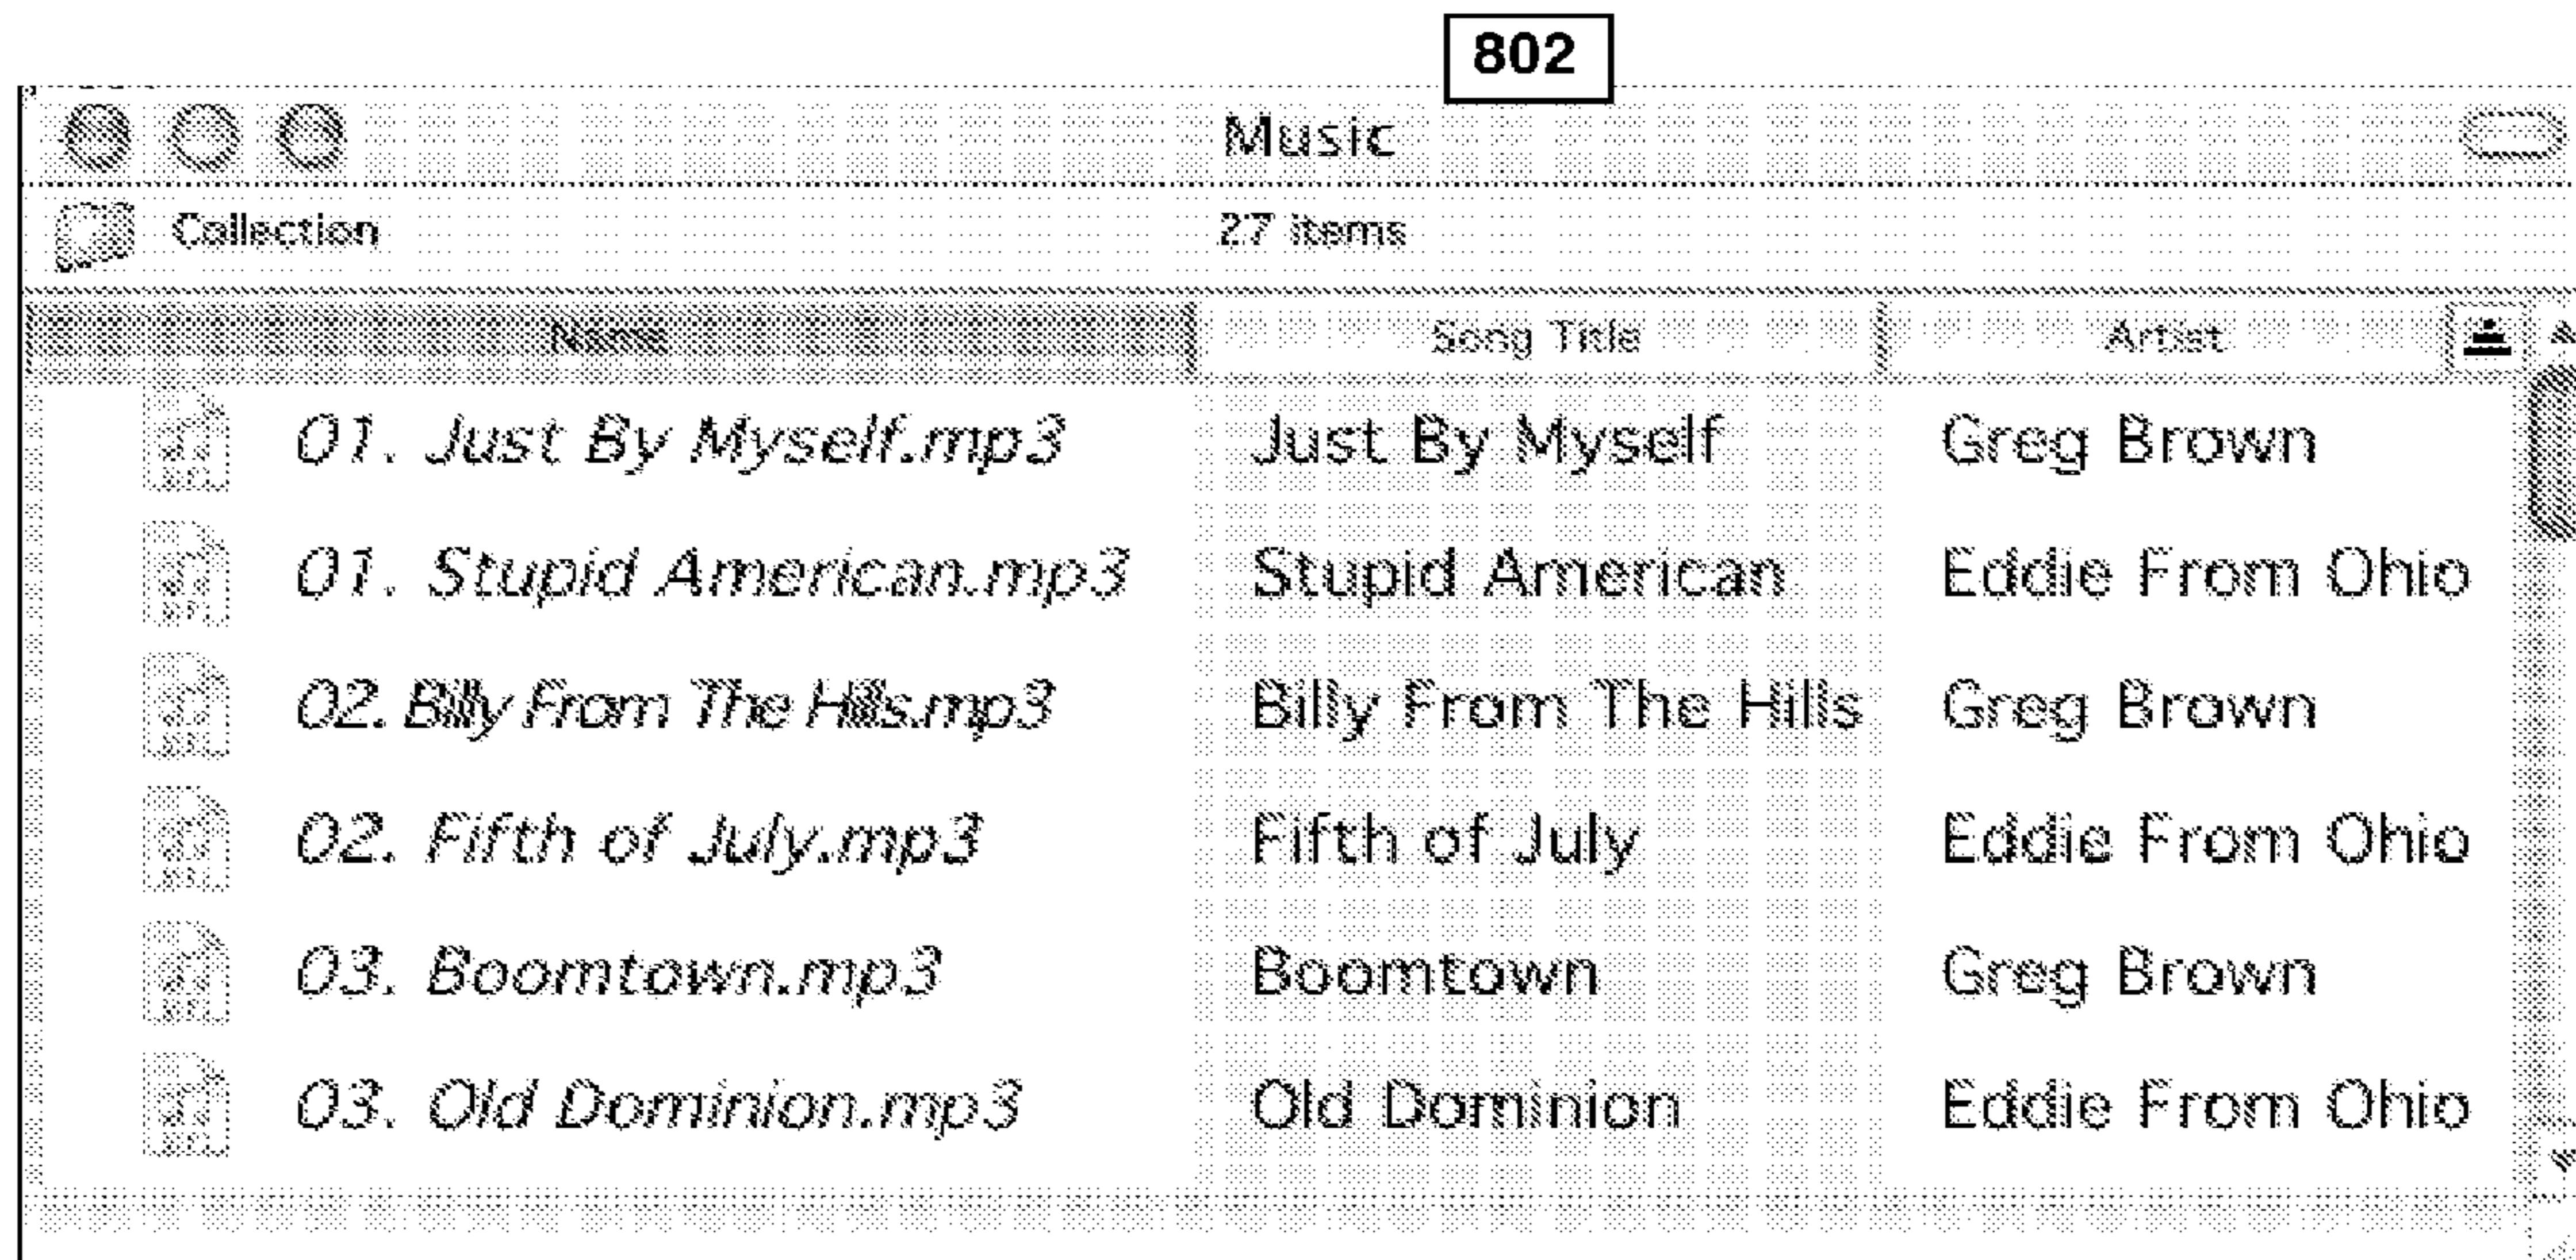 802
Music
Collection 27 items
Name Song Title Artist
01. Just By Myself.mp3 Just By Myself Greg Brown
01. Stupid American.mp3 Stupid American Eddie From Ohio
02. Billy From The Hills.mp3 Billy From The Hills Greg Brown
02. Fifth of July.mp3 Fifth of July Eddie From Ohio
03. Boomtown.mp3 Boomtown Greg Brown
03. Old Dominion.mp3 Old Dominion Eddie From Ohio